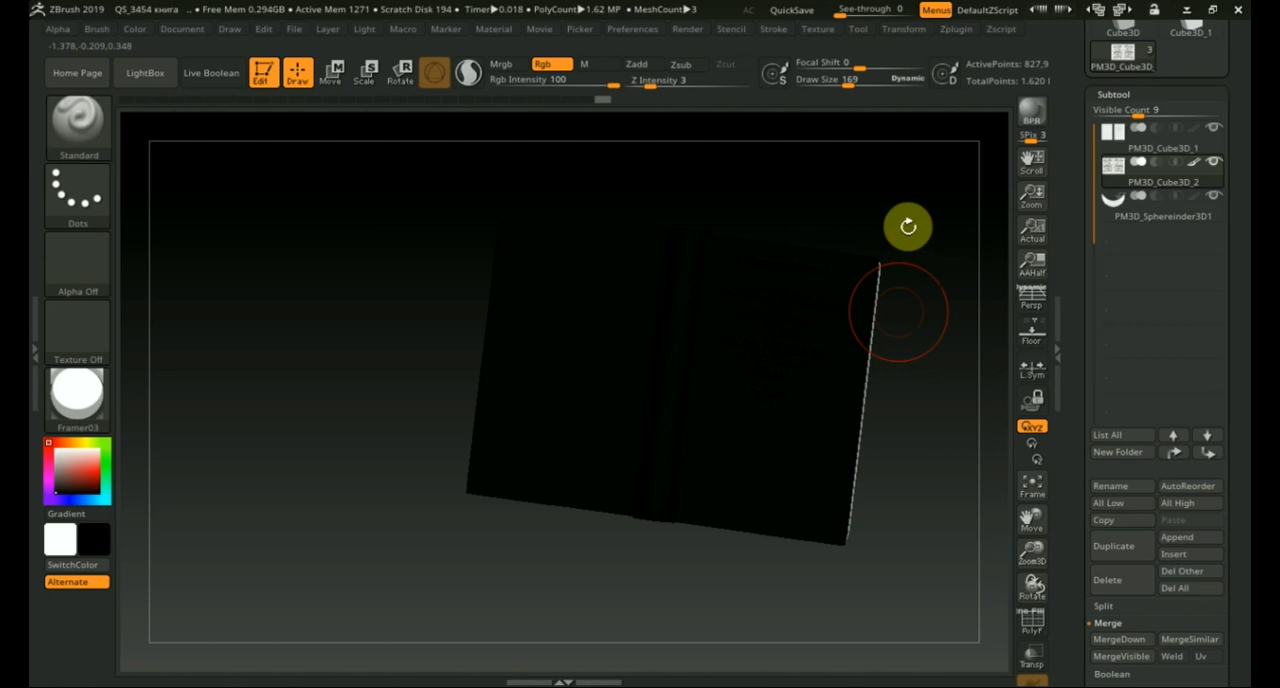 ZBrush 2019 QS_3454 книга .. • Free Mem 0.294GB • Active Mem 1271 • Scratch Disk 194 • Timer▶0.018 • PolyCount▶1.62 MP • MeshCount▶3 AC QuickSave See-through 0 Menus DefaultZScript
Alpha Brush Color Document Draw Edit File Layer Light Macro Marker Material Movie Picker Preferences Render Stencil Stroke Texture Tool Transform Zplugin Zscript
-1.378,-0.209,0.348
Home Page LightBox Live Boolean Edit Draw Move Scale Rotate
Mrgb Rgb M Zadd Zsub Zcut
Rgb Intensity 100 Z Intensity 3
Focal Shift 0
Draw Size 169 Dynamic
ActivePoints: 827,9
TotalPoints: 1.620
Standard
Dots
Alpha Off
Texture Off
Framer03
Gradient
SwitchColor
Alternate
BPR
SPix 3
Scroll
Zoom
Actual
AAHalf
Persp
Floor
L.Sym
XYZ
Frame
Move
Zoom3D
Rotate
PolyF
Transp
Cube3D Cube3D_1
3
PM3D_Cube3D_
Subtool
Visible Count 9
PM3D_Cube3D_1
PM3D_Cube3D_2
PM3D_Sphereinder3D1
List All
New Folder
Rename AutoReorder
All Low All High
Copy Paste
Duplicate Append
Insert
Delete Del Other
Del All
Split
Merge
MergeDown MergeSimilar
MergeVisible Weld Uv
Boolean